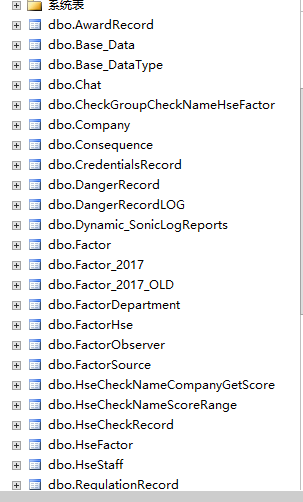 系统表
dbo.AwardRecord
dbo.Base_Data
dbo.Base_DataType
dbo.Chat
dbo.CheckGroupCheckNameHseFactor
dbo.Company
dbo.Consequence
dbo.CredentialsRecord
dbo.DangerRecord
dbo.DangerRecordLOG
dbo.Dynamic_SonicLogReports
dbo.Factor
dbo.Factor_2017
dbo.Factor_2017_OLD
dbo.FactorDepartment
dbo.FactorHse
dbo.FactorObserver
dbo.FactorSource
dbo.HseCheckNameCompanyGetScore
dbo.HseCheckNameScoreRange
dbo.HseCheckRecord
dbo.HseFactor
dbo.HseStaff
dbo.RegulationRecord